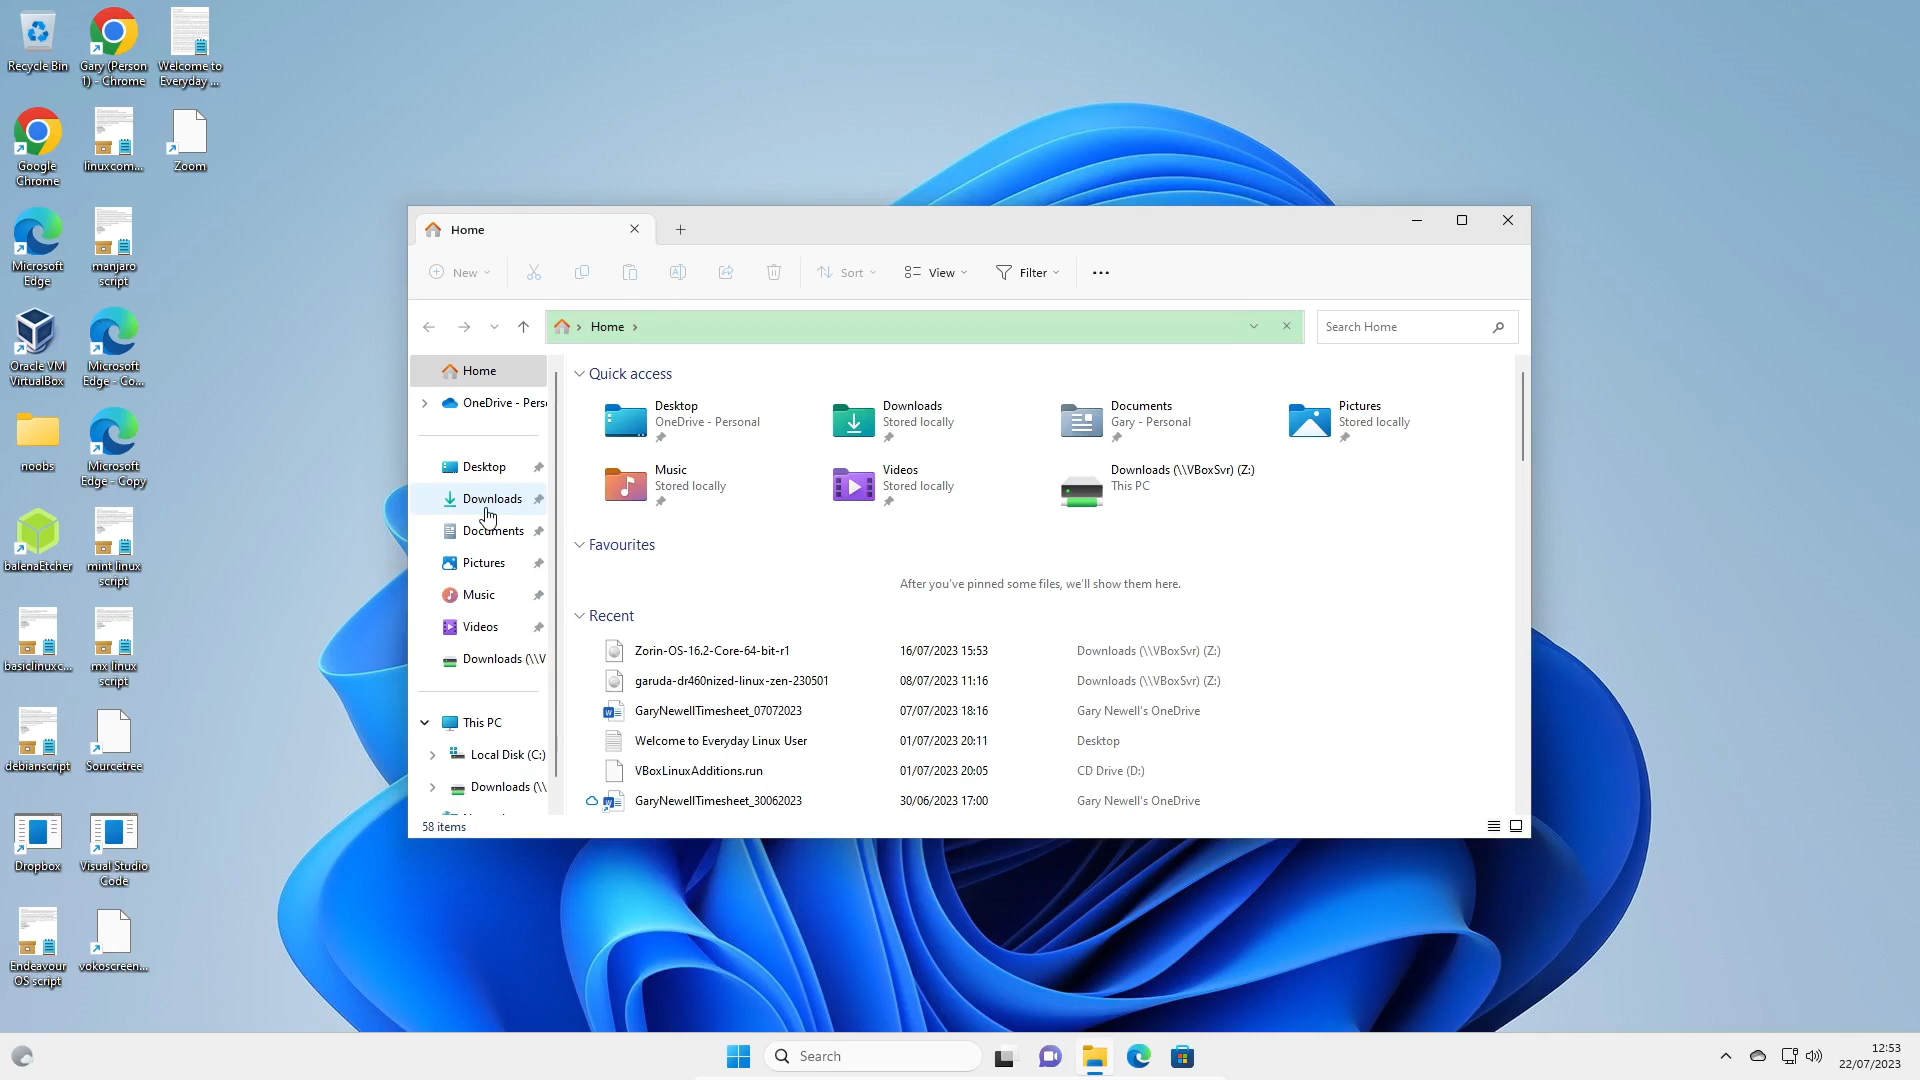 Recycle Bin
Gary (Person
1) - Chrome
Welcome to
Everyday ...
Google
Chrome
linuxcom...
Zoom
Microsoft
Edge
manjaro
script
Oracle VM
VirtualBox
Microsoft
Edge - Co...
noobs
Microsoft
Edge - Copy
balenaEtcher
mint linux
script
basiclinuxc...
mx linux
script
debianscript
Sourcetree
Dropbox
Visual Studio
Code
Endeavour
OS script
vokoscreen...
Home
New
Sort
View
Filter
Home
Search Home
Home
OneDrive - Pers
Desktop
Downloads
Documents
Pictures
Music
Videos
Downloads (\\V
This PC
Local Disk (C:)
Downloads (\\
Quick access
Desktop
OneDrive - Personal
Downloads
Stored locally
Documents
Gary - Personal
Pictures
Stored locally
Music
Stored locally
Videos
Stored locally
Downloads (\\VBoxSvr) (Z:)
This PC
Favourites
After you've pinned some files, we'll show them here.
Recent
Zorin-OS-16.2-Core-64-bit-r1 16/07/2023 15:53 Downloads (\\VBoxSvr) (Z:)
garuda-dr460nized-linux-zen-230501 08/07/2023 11:16 Downloads (\\VBoxSvr) (Z:)
GaryNewellTimesheet_07072023 07/07/2023 18:16 Gary Newell's OneDrive
Welcome to Everyday Linux User 01/07/2023 20:11 Desktop
VBoxLinuxAdditions.run 01/07/2023 20:05 CD Drive (D:)
GaryNewellTimesheet_30062023 30/06/2023 17:00 Gary Newell's OneDrive
58 items
Search
12:53
22/07/2023